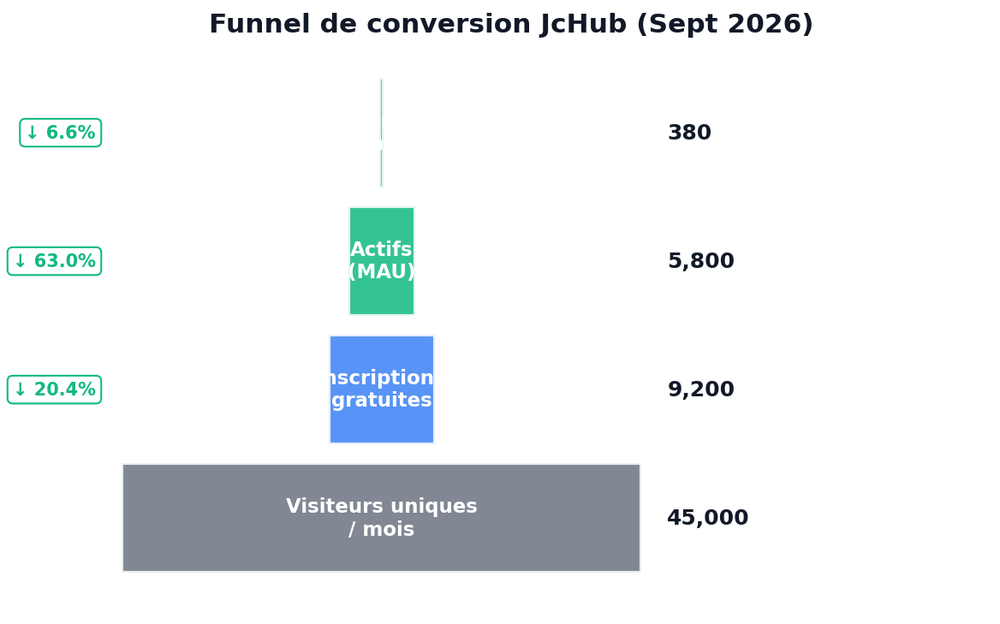 Funnel de conversion JcHub (Sept 2026)
↓ 6.6%
380
↓ 63.0%
Actifs
(MAU)
5,800
↓ 20.4%
nscription
gratuites
9,200
Visiteurs uniques
/ mois
45,000